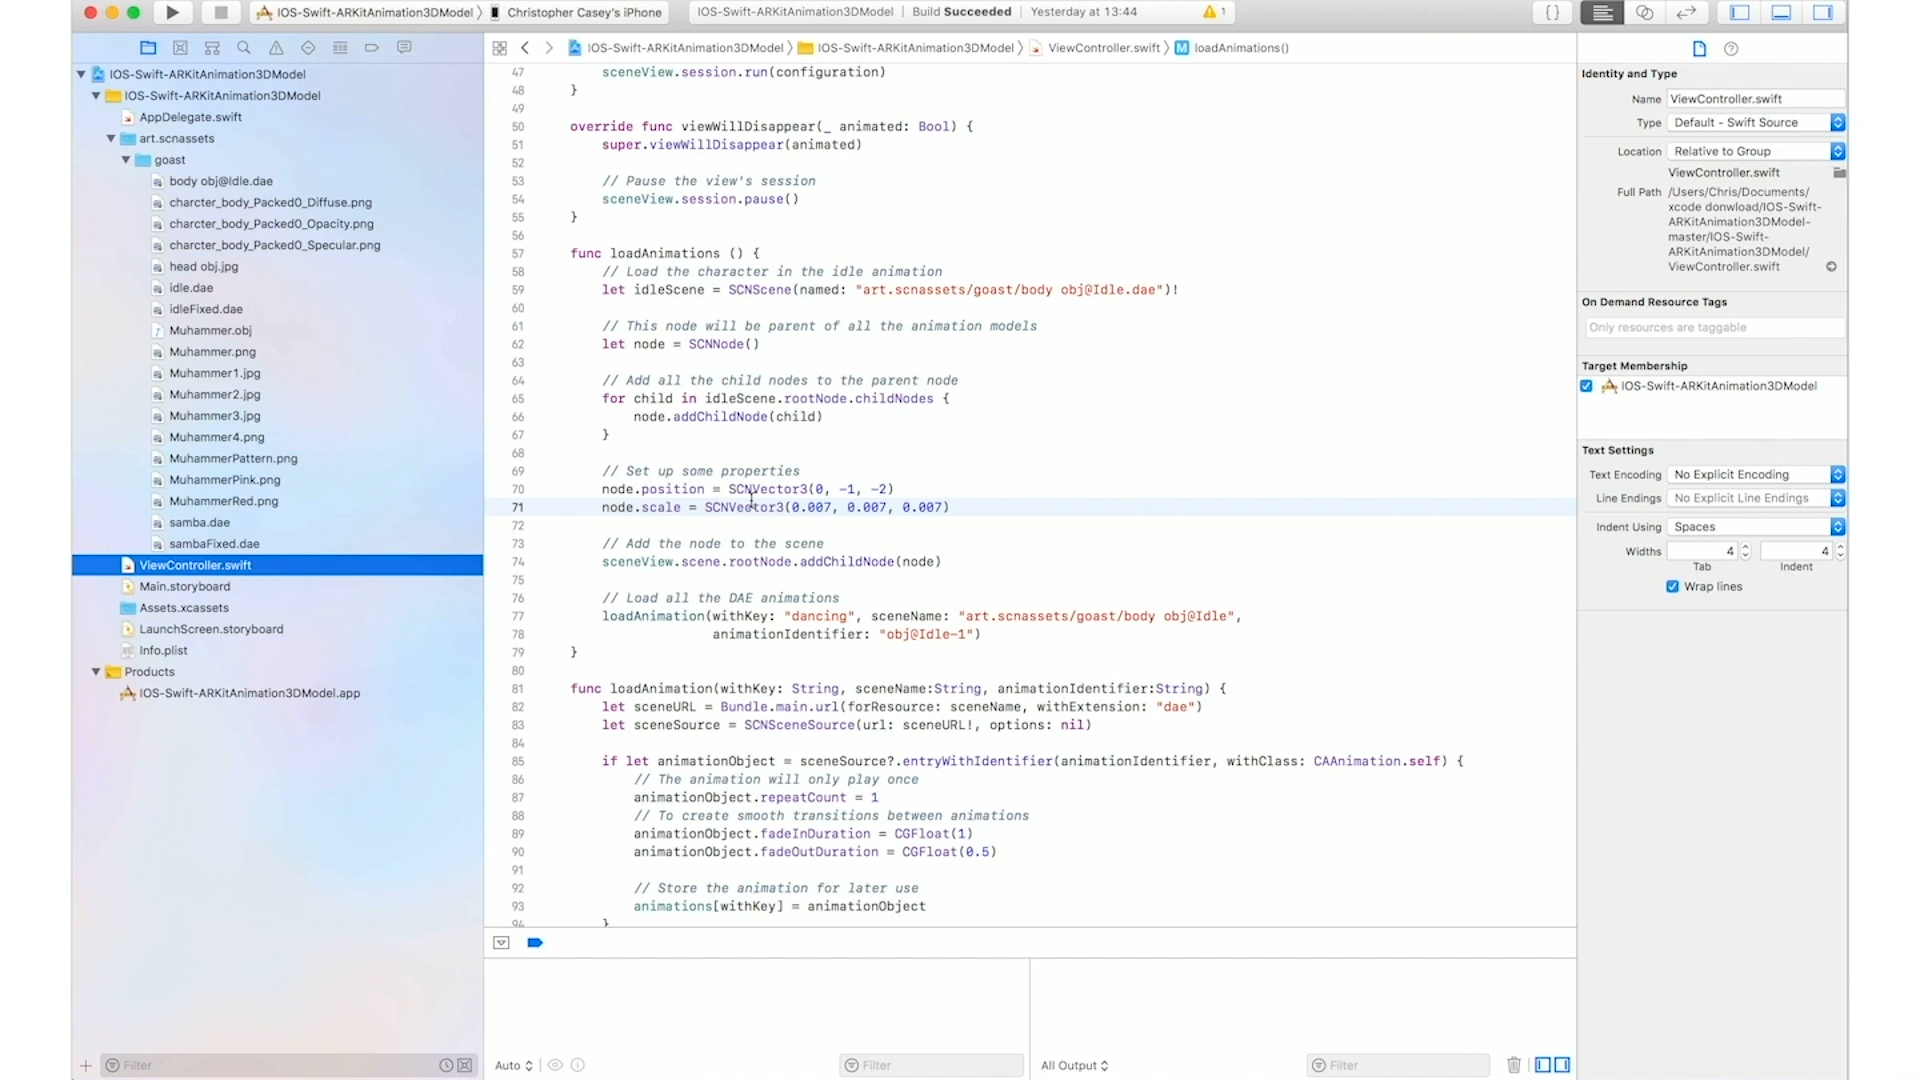 IOS-Swift-ARKitAnimation3DModel
Christopher Casey's iPhone
IOS-Swift-ARKitAnimation3DModel
Build Succeeded
Yesterday at 13:44
1
IOS-Swift-ARKitAnimation3DModel
IOS-Swift-ARKitAnimation3DModel
ViewController.swift
loadAnimations()
IOS-Swift-ARKitAnimation3DModel
IOS-Swift-ARKitAnimation3DModel
AppDelegate.swift
art.scnassets
goast
body obj@Idle.dae
charcter_body_Packed0_Diffuse.png
charcter_body_Packed0_Opacity.png
charcter_body_Packed0_Specular.png
head obj.jpg
idle.dae
idleFixed.dae
Muhammer.obj
Muhammer.png
Muhammer1.jpg
Muhammer2.jpg
Muhammer3.jpg
Muhammer4.png
MuhammerPattern.png
MuhammerPink.png
MuhammerRed.png
samba.dae
sambaFixed.dae
ViewController.swift
Main.storyboard
Assets.xcassets
LaunchScreen.storyboard
Info.plist
Products
IOS-Swift-ARKitAnimation3DModel.app
Filter
47 sceneView.session.run(configuration)
48 }
49
50 override func viewWillDisappear(_ animated: Bool) {
51 super.viewWillDisappear(animated)
52
53 // Pause the view's session
54 sceneView.session.pause()
55 }
56
57 func loadAnimations () {
58 // Load the character in the idle animation
59 let idleScene = SCNScene(named: "art.scnassets/goast/body obj@Idle.dae")!
60
61 // This node will be parent of all the animation models
62 let node = SCNNode()
63
64 // Add all the child nodes to the parent node
65 for child in idleScene.rootNode.childNodes {
66 node.addChildNode(child)
67 }
68
69 // Set up some properties
70 node.position = SCNVector3(0, -1, -2)
71 node.scale = SCNVector3(0.007, 0.007, 0.007)
72
73 // Add the node to the scene
74 sceneView.scene.rootNode.addChildNode(node)
75
76 // Load all the DAE animations
77 loadAnimation(withKey: "dancing", sceneName: "art.scnassets/goast/body obj@Idle",
78 animationIdentifier: "obj@Idle-1")
79 }
80
81 func loadAnimation(withKey: String, sceneName:String, animationIdentifier:String) {
82 let sceneURL = Bundle.main.url(forResource: sceneName, withExtension: "dae")
83 let sceneSource = SCNSceneSource(url: sceneURL!, options: nil)
84
85 if let animationObject = sceneSource?.entryWithIdentifier(animationIdentifier, withClass: CAAnimation.self) {
86 // The animation will only play once
87 animationObject.repeatCount = 1
88 // To create smooth transitions between animations
89 animationObject.fadeInDuration = CGFloat(1)
90 animationObject.fadeOutDuration = CGFloat(0.5)
91
92 // Store the animation for later use
93 animations[withKey] = animationObject
94 }
Auto
Filter
All Output
Filter
Identity and Type
Name ViewController.swift
Type Default - Swift Source
Location Relative to Group
ViewController.swift
Full Path /Users/Chris/Documents/
xcode donwload/IOS-Swift-
ARKitAnimation3DModel-
master/IOS-Swift-
ARKitAnimation3DModel/
ViewController.swift
On Demand Resource Tags
Only resources are taggable
Target Membership
IOS-Swift-ARKitAnimation3DModel
Text Settings
Text Encoding No Explicit Encoding
Line Endings No Explicit Line Endings
Indent Using Spaces
Widths 4 4
Tab Indent
Wrap lines